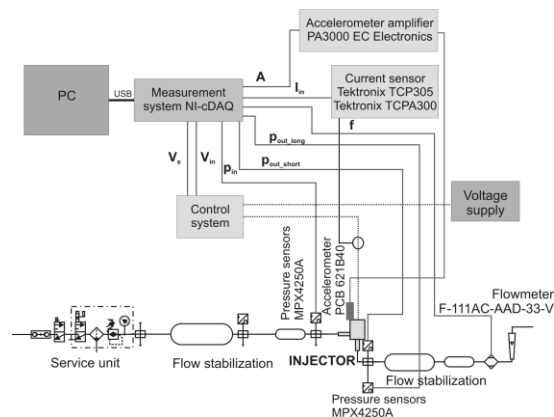 Accelerometer amplifier
PA3000 EC Electronics
PC
USB
Measurement
system NI-cDAQ
A
I_in
Current sensor
Tektronix TCP305
Tektronix TCPA300
f
p_out_long
V_s
V_in
p_in
p_out_short
Control
system
Voltage
supply
Pressure sensors
MPX4250A
Accelerometer
PCB 621B40
Flowmeter
F-111AC-AAD-33-V
Service unit
Flow stabilization
INJECTOR
Flow stabilization
Pressure sensors
MPX4250A